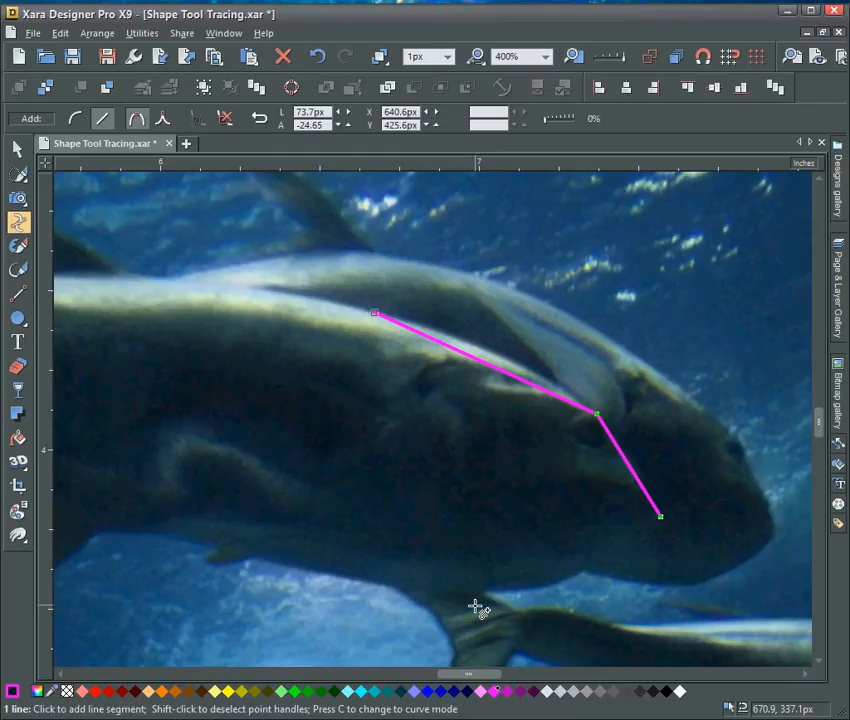 Xara Designer Pro X9 - [Shape Tool Tracing.xar *]
File Edit Arrange Utilities Share Window Help
1px 400%
Add: L 73.7px A -24.65 X 640.6px Y 425.6px 0%
Shape Tool Tracing.xar *
6 7 Inches
4
T
3D
Designs gallery
Page & Layer Gallery
Bitmap gallery
1 line: Click to add line segment; Shift-click to deselect point handles; Press C to change to curve mode
670.9, 337.1px